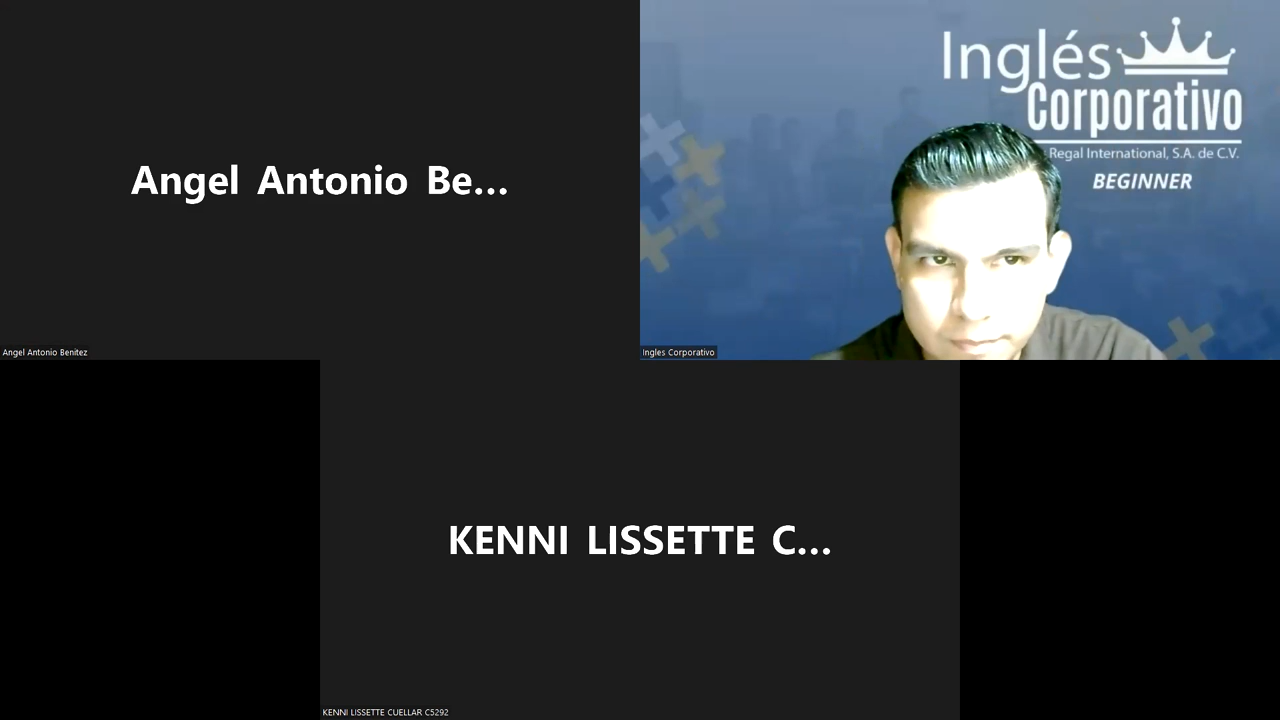 Angel Antonio Be...
Angel Antonio Benitez
Inglés
Corporativo
Regal International, S.A. de C.V.
BEGINNER
Ingles Corporativo
KENNI LISSETTE C...
KENNI LISSETTE CUELLAR C5292